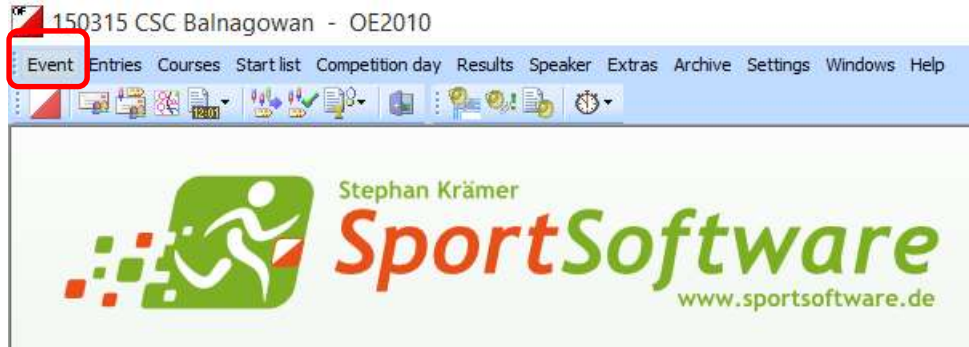 150315 CSC Balnagowan - OE2010
Event Entries Courses Start list Competition day Results Speaker Extras Archive Settings Windows Help
12:01
Stephan Krämer
SportSoftware
www.sportsoftware.de